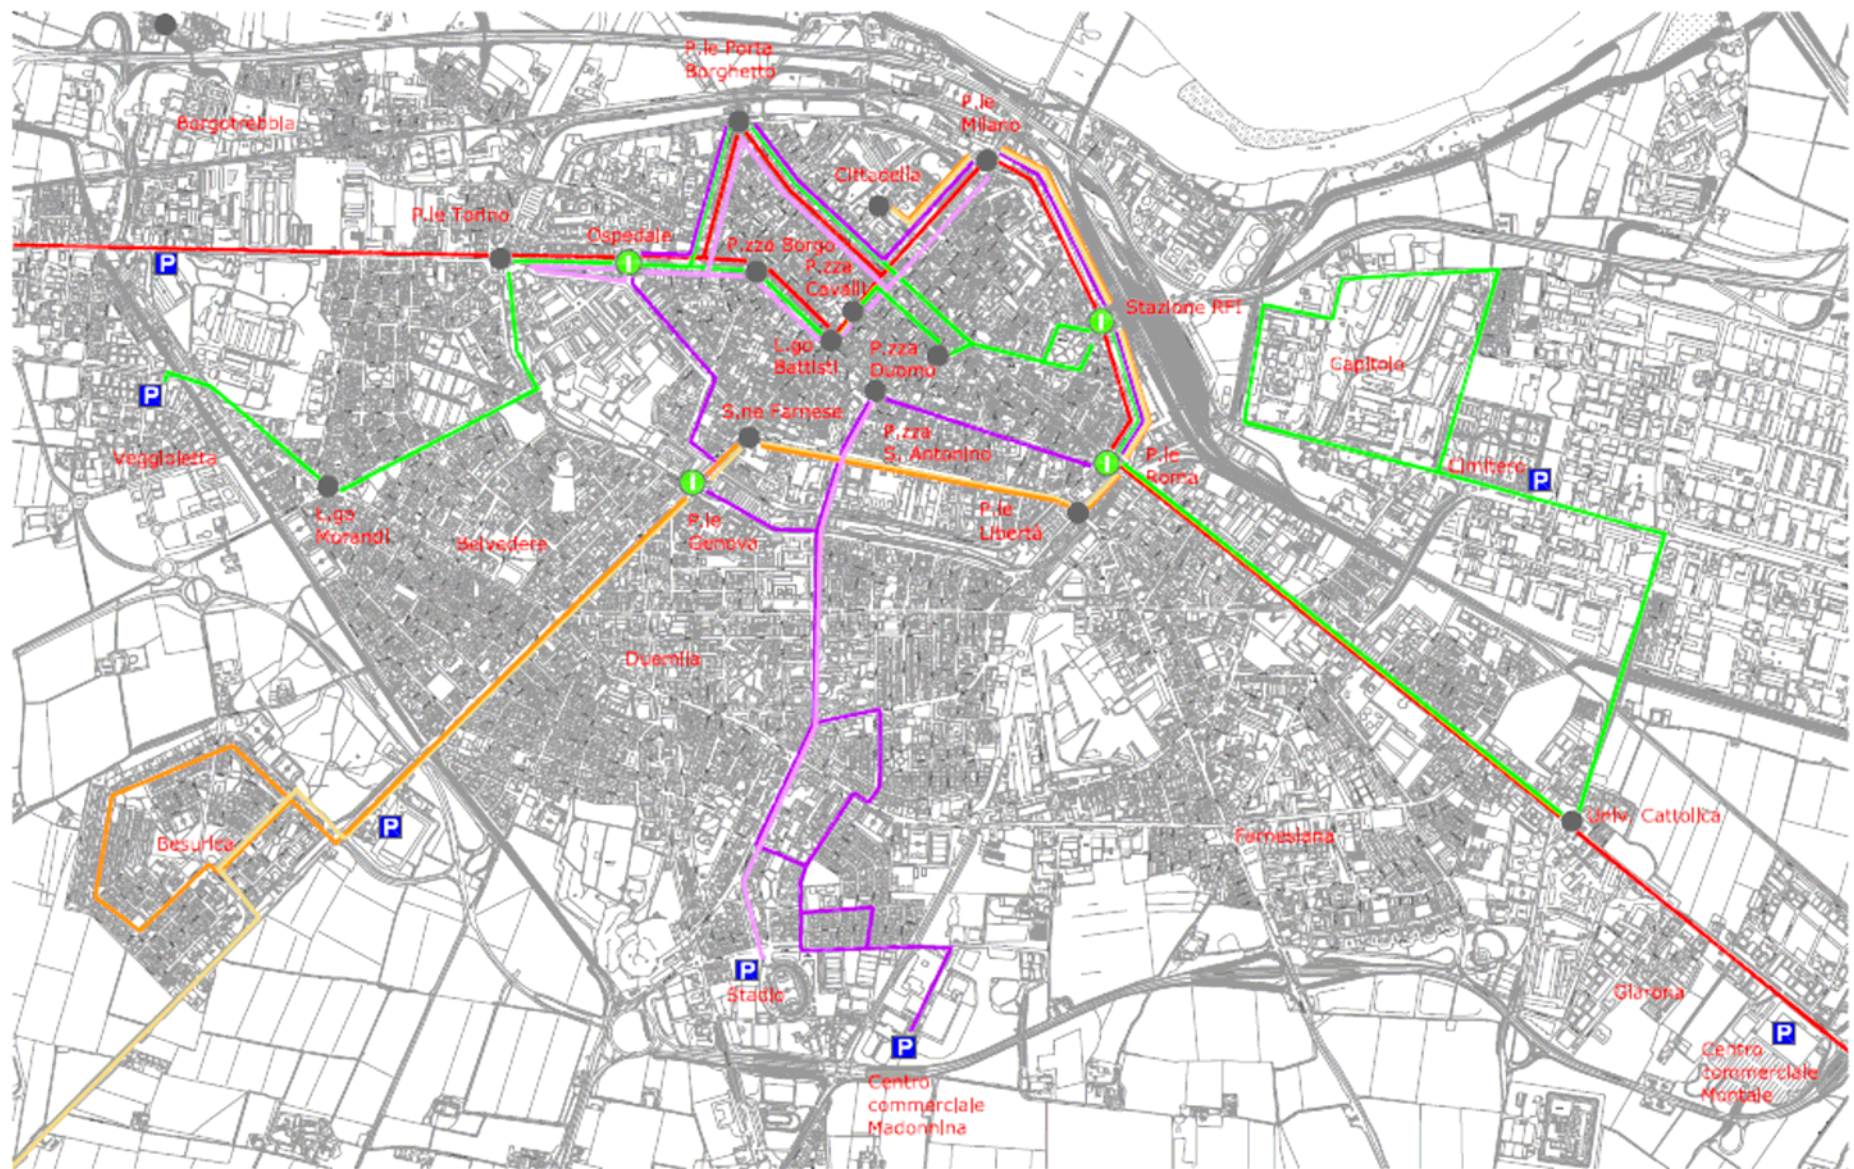 P.le Porta
Borghetto
P.le
Milano
Borgotrebbia
Cittadella
P.le Torino
Ospedale
P.zza Borgo
P.zza
Cavalli
Stazione RFI
P
I
I
L.go
Battisti
P.zza
Duomo
Capitolo
P
S.ne Farnese
P.zza
S. Antonino
Veggioletta
P.le
Roma
I
Cimitero
P
I
L.go
Morandi
Belvedere
P.le
Genova
P.le
Libertà
Duemila
Besurica
P
Farnesiana
Univ. Cattolica
P
Stadio
Glarona
P
P
Centro
commerciale
Montale
Centro
commerciale
Madonnina